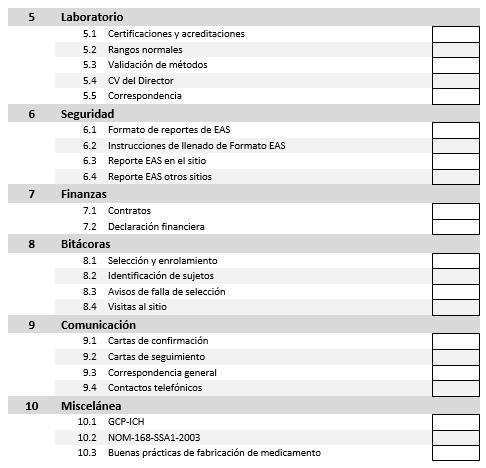 5 Laboratorio
5.1 Certificaciones y acreditaciones
5.2 Rangos normales
5.3 Validación de métodos
5.4 CV del Director
5.5 Correspondencia
6 Seguridad
6.1 Formato de reportes de EAS
6.2 Instrucciones de llenado de Formato EAS
6.3 Reporte EAS en el sitio
6.4 Reporte EAS otros sitios
7 Finanzas
7.1 Contratos
7.2 Declaración financiera
8 Bitácoras
8.1 Selección y enrolamiento
8.2 Identificación de sujetos
8.3 Avisos de falla de selección
8.4 Visitas al sitio
9 Comunicación
9.1 Cartas de confirmación
9.2 Cartas de seguimiento
9.3 Correspondencia general
9.4 Contactos telefónicos
10 Miscelánea
10.1 GCP-ICH
10.2 NOM-168-SSA1-2003
10.3 Buenas prácticas de fabricación de medicamento